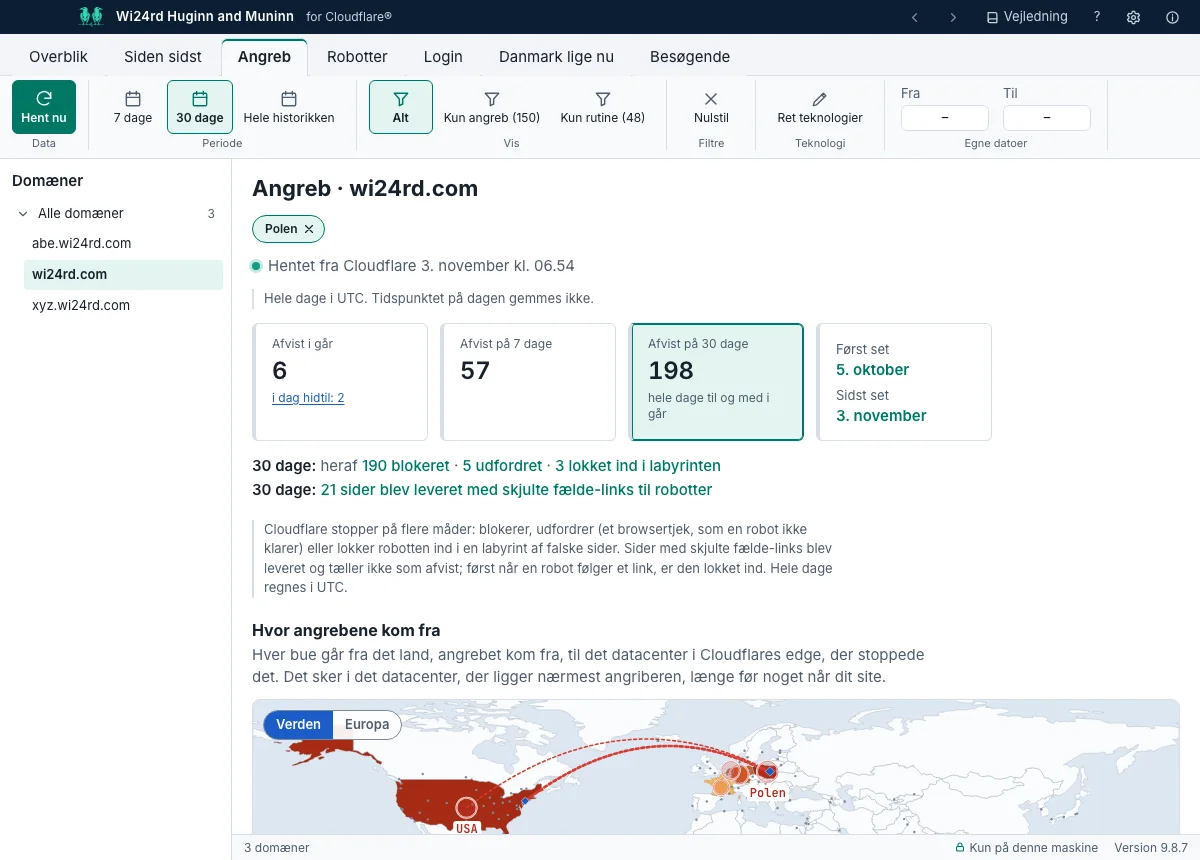 Wi24rd Huginn and Muninn for Cloudflare®
Vejledning ?
Overblik Siden sidst Angreb Robotter Login Danmark lige nu Besøgende
Hent nu
Data
7 dage 30 dage Hele historikken
Periode
Alt Kun angreb (150) Kun rutine (48)
Vis
Nulstil
Filtre
Ret teknologier
Teknologi
Fra Til
– –
Egne datoer
Domæner
Alle domæner 3
abe.wi24rd.com
wi24rd.com
xyz.wi24rd.com
Angreb · wi24rd.com
Polen
Hentet fra Cloudflare 3. november kl. 06.54
Hele dage i UTC. Tidspunktet på dagen gemmes ikke.
Afvist i går
6
i dag hidtil: 2
Afvist på 7 dage
57
Afvist på 30 dage
198
hele dage til og med i
går
Først set
5. oktober
Sidst set
3. november
30 dage: heraf 190 blokeret · 5 udfordret · 3 lokket ind i labyrinten
30 dage: 21 sider blev leveret med skjulte fælde-links til robotter
Cloudflare stopper på flere måder: blokerer, udfordrer (et browsertjek, som en robot ikke
klarer) eller lokker robotten ind i en labyrint af falske sider. Sider med skjulte fælde-links blev
leveret og tæller ikke som afvist; først når en robot følger et link, er den lokket ind. Hele dage
regnes i UTC.
Hvor angrebene kom fra
Hver bue går fra det land, angrebet kom fra, til det datacenter i Cloudflares edge, der stoppede
det. Det sker i det datacenter, der ligger nærmest angriberen, længe før noget når dit site.
Verden Europa
Polen
USA
3 domæner
Kun på denne maskine Version 9.8.7